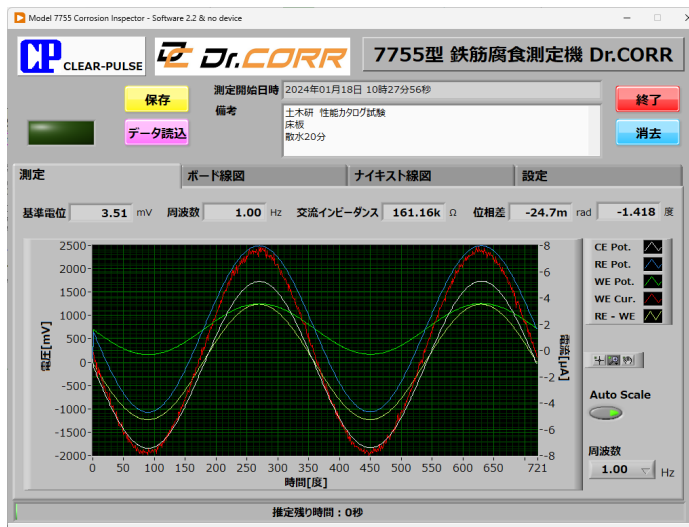 Model 7755 Corrosion Inspector - Software 2.2 & no device
CP CLEAR-PULSE
Dr.CORR
7755型 鉄筋腐食測定機 Dr.CORR
保存
データ読込
測定開始日時 2024年01月18日 10時27分56秒
備考
土木研 性能カタログ試験
床板
散水20分
終了
消去
測定 ボード線図 ナイキスト線図 設定
基準電位 3.51 mV 周波数 1.00 Hz 交流インピーダンス 161.16k Ω 位相差 -24.7m rad -1.418 度
電圧[mV]
2500
2000
1500
1000
500
0
-500
-1000
-1500
-2000
0 50 100 150 200 250 300 350 400 450 500 550 600 650 721
時間[度]
-8
-6
-4
-2
-0
-2
-4
-6
-8
電流[μA]
CE Pot.
RE Pot.
WE Pot.
WE Cur.
RE - WE
Auto Scale
周波数
1.00 Hz
推定残り時間：0秒